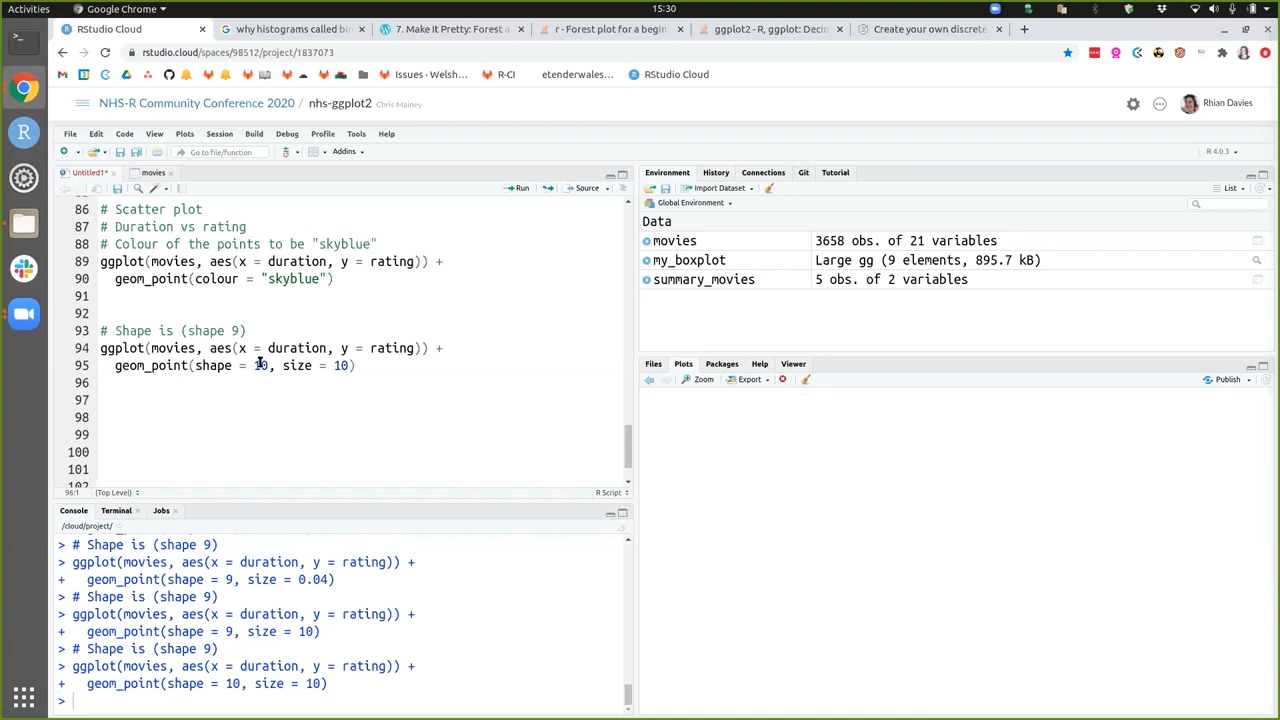 Activities
Google Chrome
15:30
RStudio Cloud
why histograms called bi
7. Make It Pretty: Forest a
r - Forest plot for a begin
ggplot2 - R, ggplot: Decim
Create your own discrete
rstudio.cloud/spaces/98512/project/1837073
Issues · Welsh…
R-CI
etenderwales…
RStudio Cloud
NHS-R Community Conference 2020 / nhs-ggplot2 Chris Mainey
Rhian Davies
File Edit Code View Plots Session Build Debug Profile Tools Help
Go to file/function
Addins
R 4.0.3
Untitled1*
movies
Run
Source
86 # Scatter plot
87 # Duration vs rating
88 # Colour of the points to be "skyblue"
89 ggplot(movies, aes(x = duration, y = rating)) +
90 geom_point(colour = "skyblue")
91
92
93 # Shape is (shape 9)
94 ggplot(movies, aes(x = duration, y = rating)) +
95 geom_point(shape = 10, size = 10)
96
97
98
99
100
101
102
96:1 (Top Level) R Script
Console Terminal Jobs
/cloud/project/
> # Shape is (shape 9)
> ggplot(movies, aes(x = duration, y = rating)) +
+ geom_point(shape = 9, size = 0.04)
> # Shape is (shape 9)
> ggplot(movies, aes(x = duration, y = rating)) +
+ geom_point(shape = 9, size = 10)
> # Shape is (shape 9)
> ggplot(movies, aes(x = duration, y = rating)) +
+ geom_point(shape = 10, size = 10)
>
Environment History Connections Git Tutorial
Import Dataset
List
Global Environment
Data
movies 3658 obs. of 21 variables
my_boxplot Large gg (9 elements, 895.7 kB)
summary_movies 5 obs. of 2 variables
Files Plots Packages Help Viewer
Zoom
Export
Publish